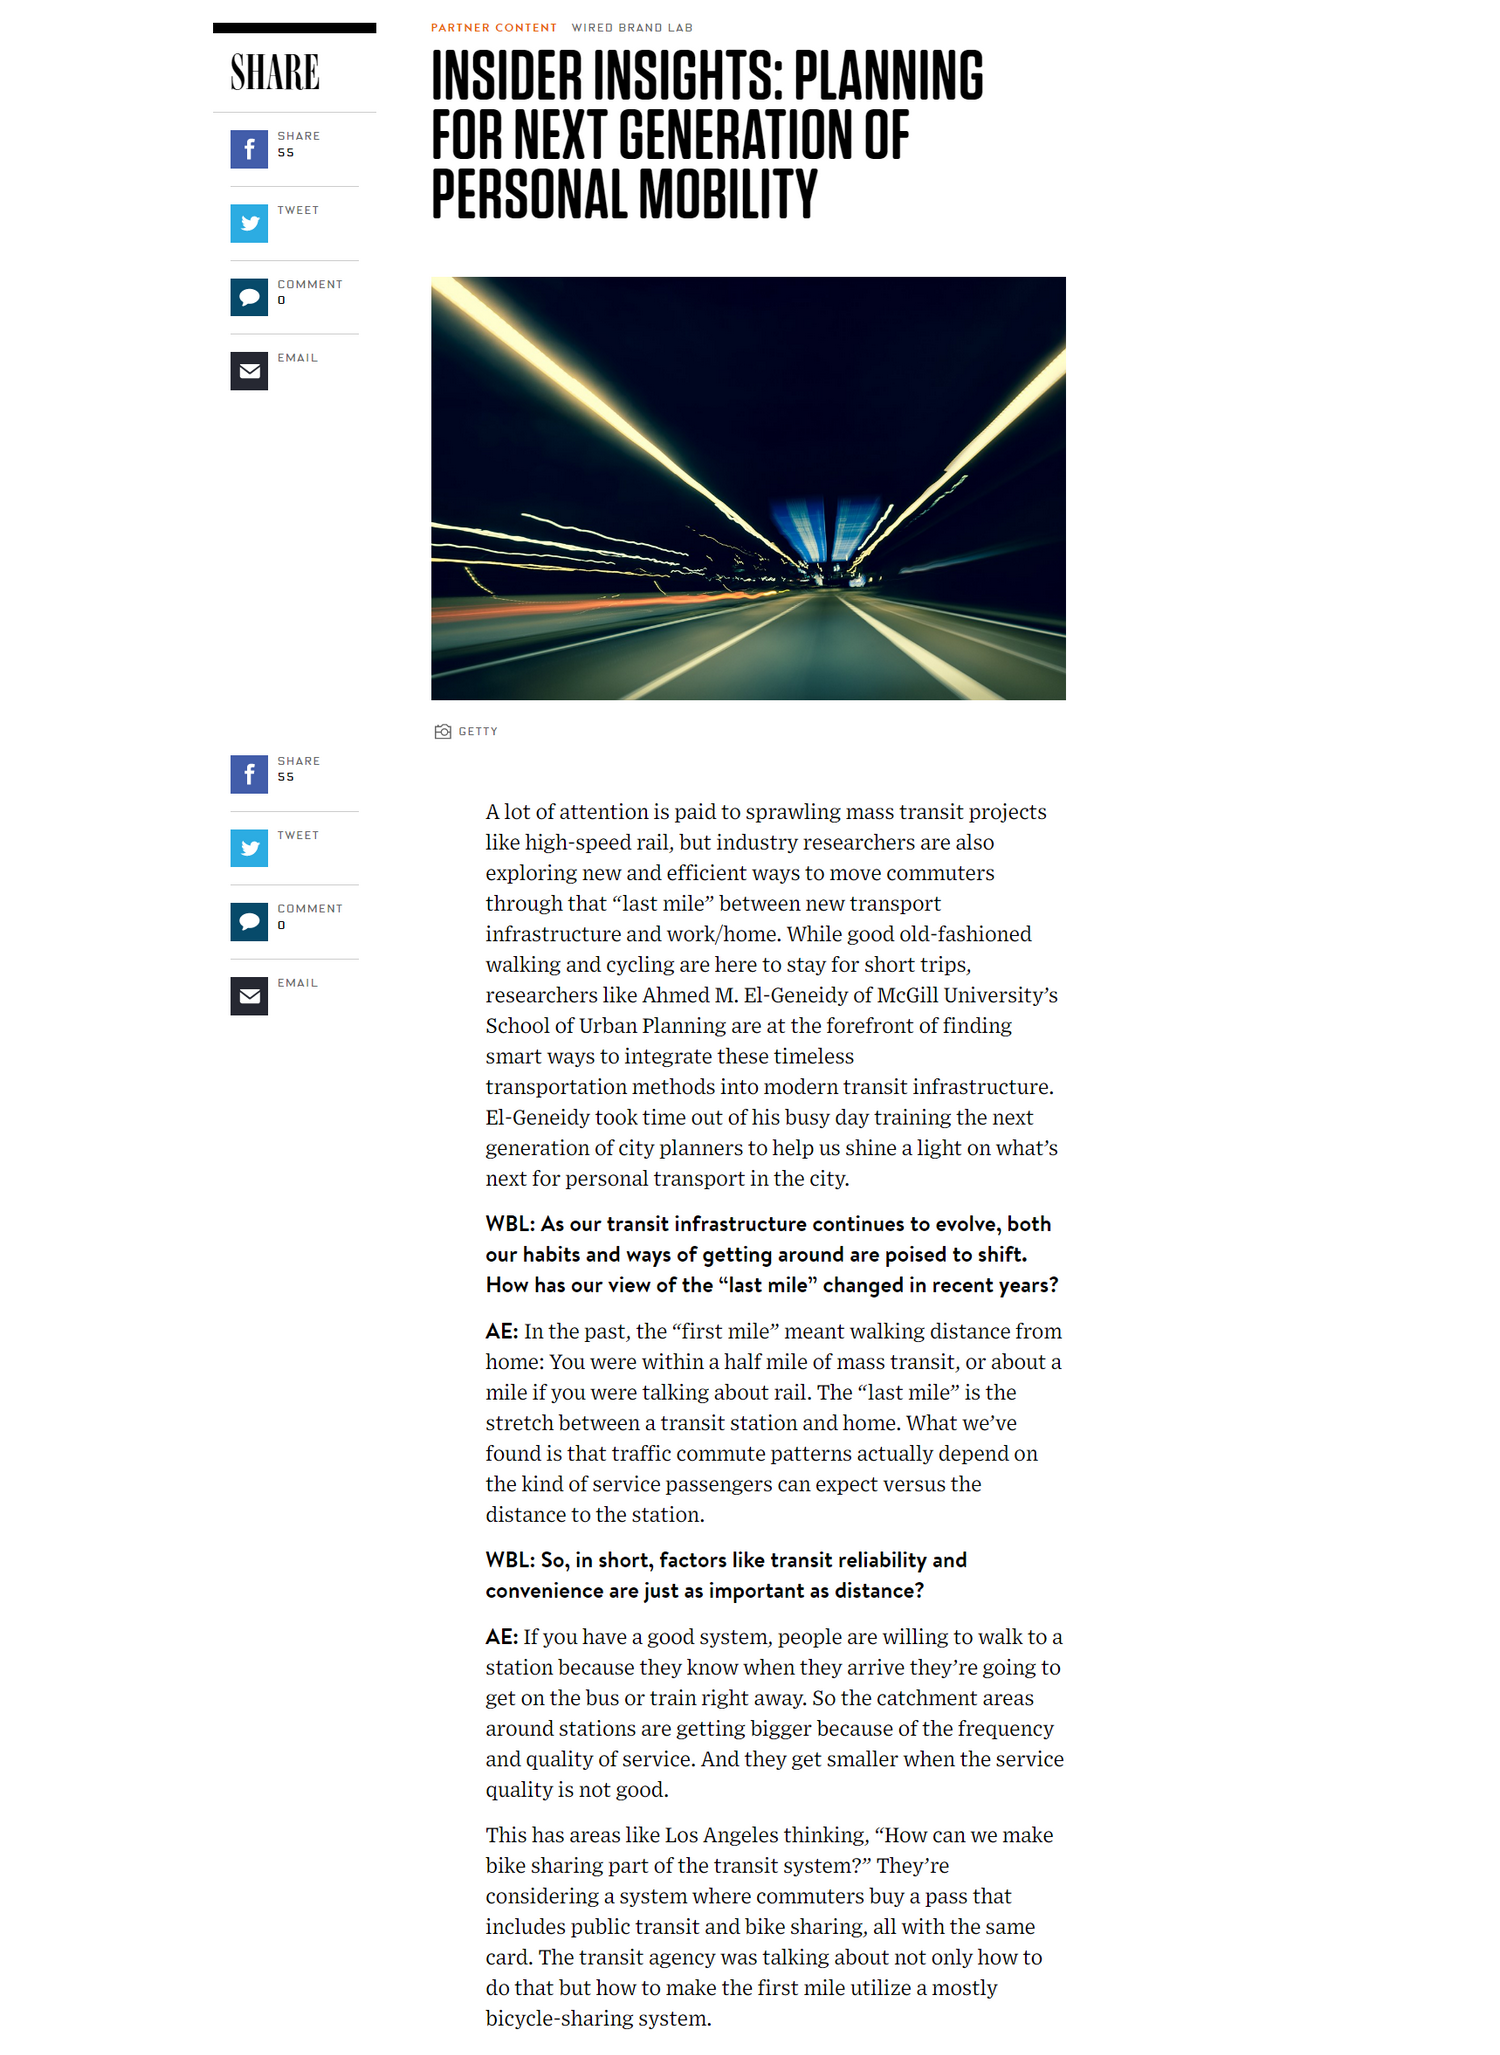 PARTNER CONTENT WIRED BRAND LAB
INSIDER INSIGHTS: PLANNING
FOR NEXT GENERATION OF
PERSONAL MOBILITY
SHARE
SHARE
55
TWEET
COMMENT
0
EMAIL
GETTY
SHARE
55
TWEET
COMMENT
0
EMAIL
A lot of attention is paid to sprawling mass transit projects
like high-speed rail, but industry researchers are also
exploring new and efficient ways to move commuters
through that “last mile” between new transport
infrastructure and work/home. While good old-fashioned
walking and cycling are here to stay for short trips,
researchers like Ahmed M. El-Geneidy of McGill University’s
School of Urban Planning are at the forefront of finding
smart ways to integrate these timeless
transportation methods into modern transit infrastructure.
El-Geneidy took time out of his busy day training the next
generation of city planners to help us shine a light on what’s
next for personal transport in the city.
WBL: As our transit infrastructure continues to evolve, both
our habits and ways of getting around are poised to shift.
How has our view of the “last mile” changed in recent years?
AE: In the past, the “first mile” meant walking distance from
home: You were within a half mile of mass transit, or about a
mile if you were talking about rail. The “last mile” is the
stretch between a transit station and home. What we’ve
found is that traffic commute patterns actually depend on
the kind of service passengers can expect versus the
distance to the station.
WBL: So, in short, factors like transit reliability and
convenience are just as important as distance?
AE: If you have a good system, people are willing to walk to a
station because they know when they arrive they’re going to
get on the bus or train right away. So the catchment areas
around stations are getting bigger because of the frequency
and quality of service. And they get smaller when the service
quality is not good.
This has areas like Los Angeles thinking, “How can we make
bike sharing part of the transit system?” They’re
considering a system where commuters buy a pass that
includes public transit and bike sharing, all with the same
card. The transit agency was talking about not only how to
do that but how to make the first mile utilize a mostly
bicycle-sharing system.